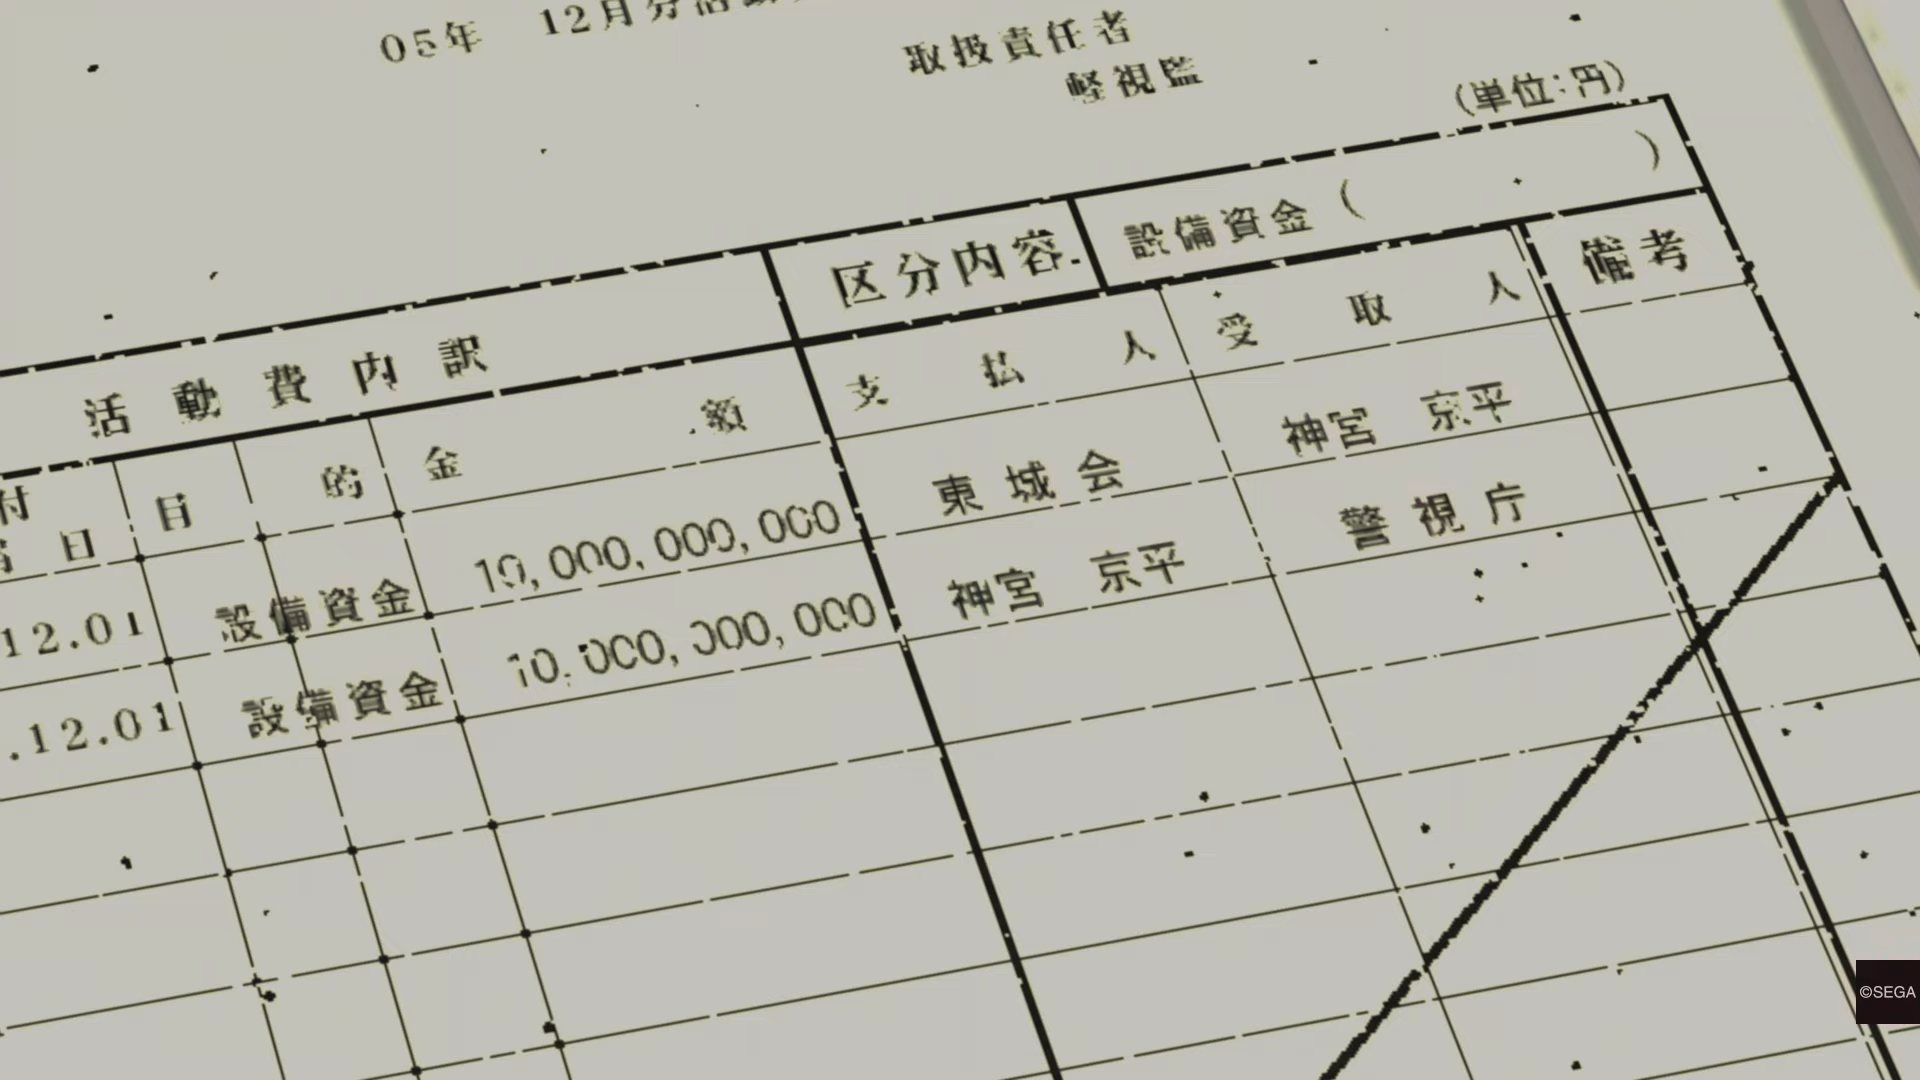 05年 12月分活動
取扱責任者
軽視監
(単位:円)
区分内容 設備資金( )
活動費内訳 支払人 受取人 備考
付 日 目的 金額
東城会 神宮 京平
12.01 設備資金 10,000,000,000
神宮 京平 警視庁
.12.01 設備資金 10,000,000,000
©SEGA